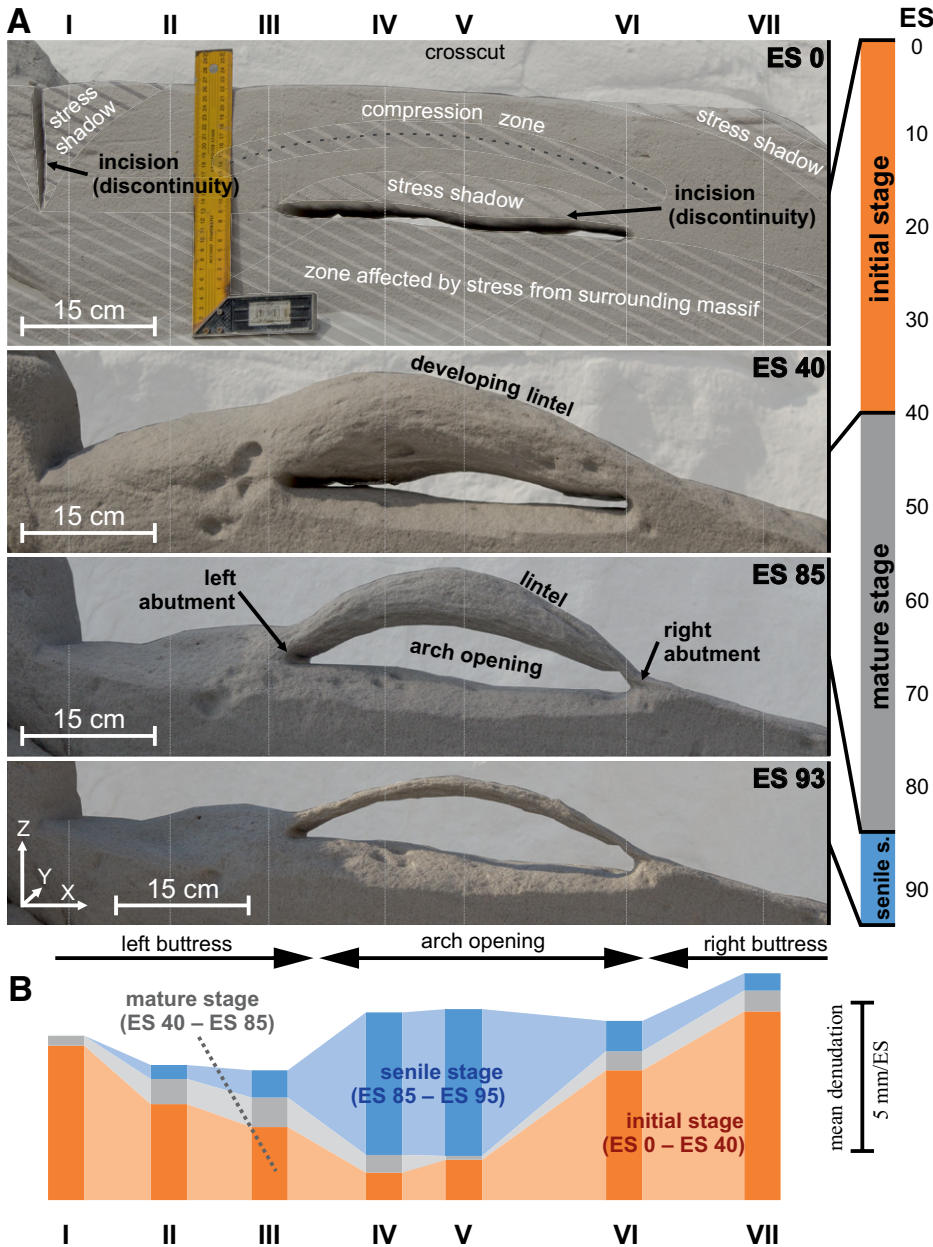 A
I II III IV V VI VII
ES
crosscut
ES 0
stress
shadow
compression zone
stress shadow
incision
(discontinuity)
stress shadow
incision
(discontinuity)
zone affected by stress from surrounding massif
15 cm
ES 40
developing lintel
15 cm
ES 85
left
abutment
lintel
arch opening
right
abutment
15 cm
ES 93
Z
Y
X
15 cm
0
10
20
30
40
50
60
70
80
90
initial stage
mature stage
senile s.
left buttress
arch opening
right buttress
B
mature stage
(ES 40 – ES 85)
senile stage
(ES 85 – ES 95)
initial stage
(ES 0 – ES 40)
mean denudation
5 mm/ES
I II III IV V VI VII